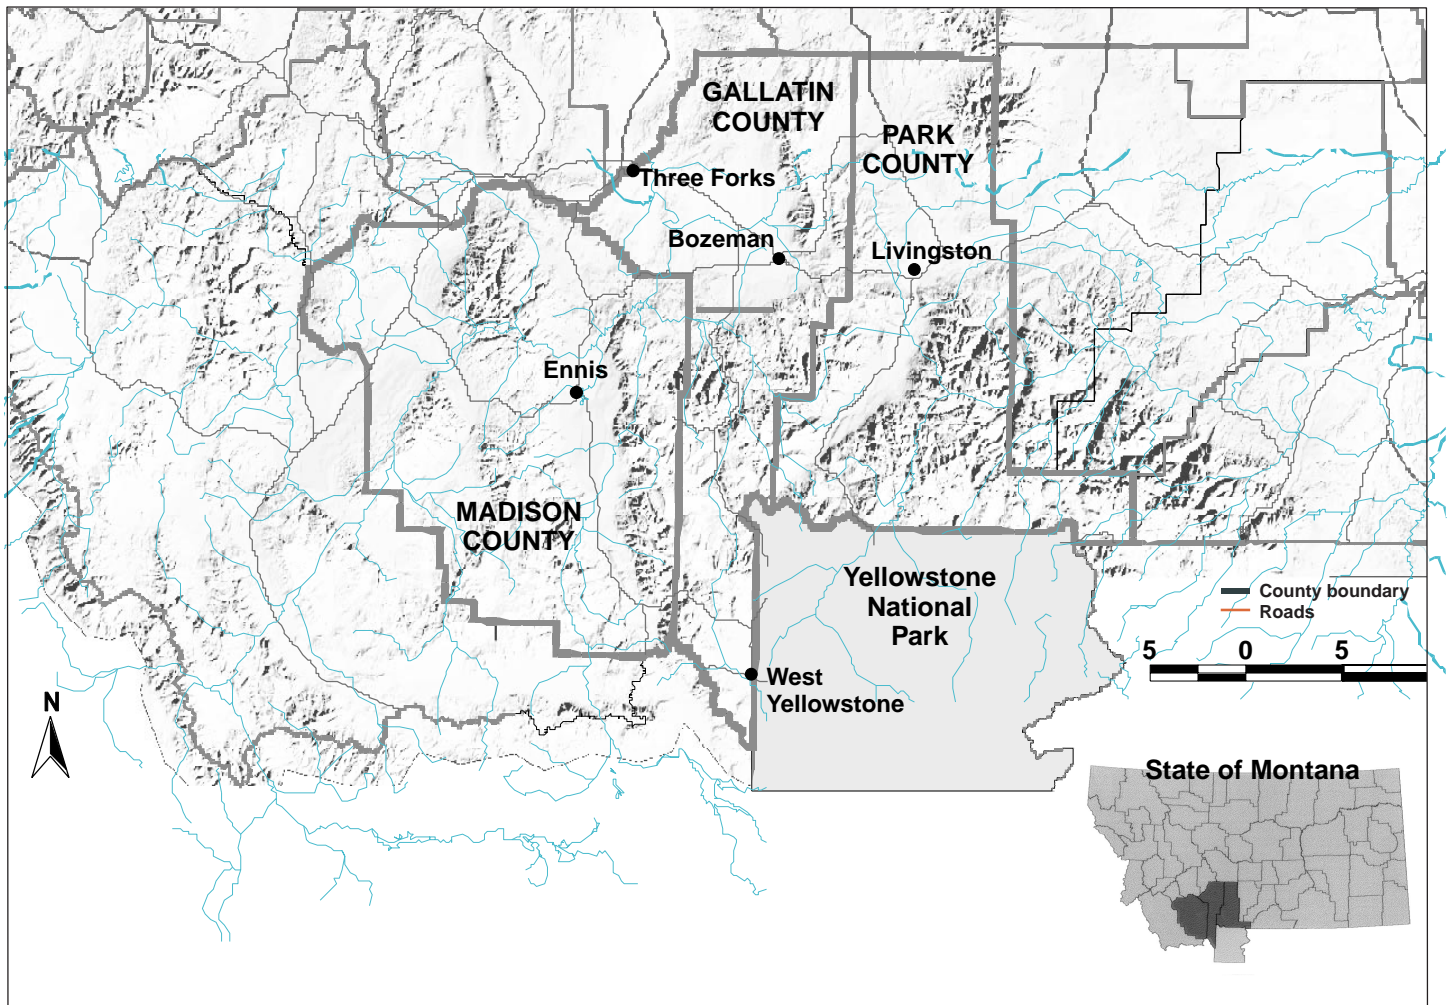 GALLATIN
COUNTY
PARK
COUNTY
Three Forks
Bozeman
Livingston
Ennis
MADISON
COUNTY
Yellowstone
National
Park
County boundary
Roads
5 0 5
West
Yellowstone
N
State of Montana